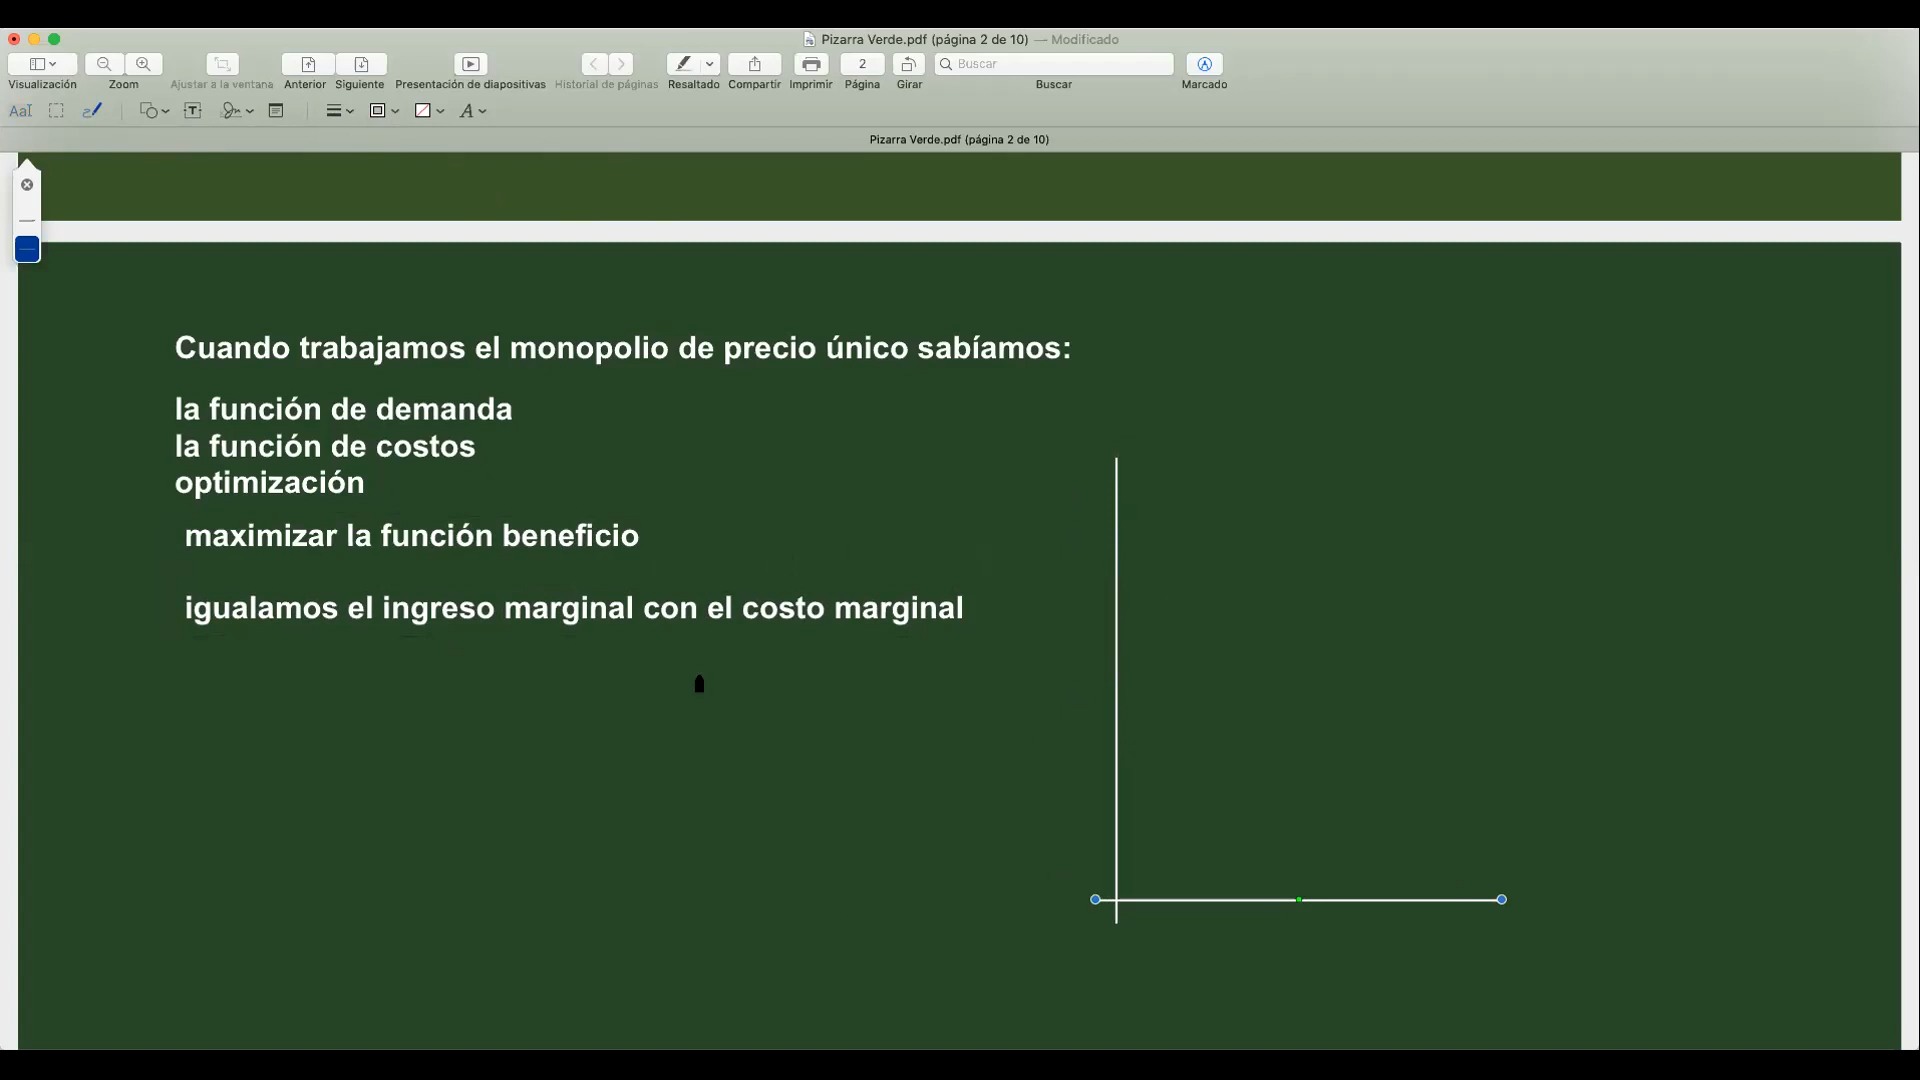 Pizarra Verde.pdf (página 2 de 10) — Modificado
2
Buscar
Visualización
Zoom
Ajustar a la ventana
Anterior
Siguiente
Presentación de diapositivas
Historial de páginas
Resaltado
Compartir
Imprimir
Página
Girar
Buscar
Marcado
AaI
T
A
Pizarra Verde.pdf (página 2 de 10)
Cuando trabajamos el monopolio de precio único sabíamos:
la función de demanda
la función de costos
optimización
maximizar la función beneficio
igualamos el ingreso marginal con el costo marginal